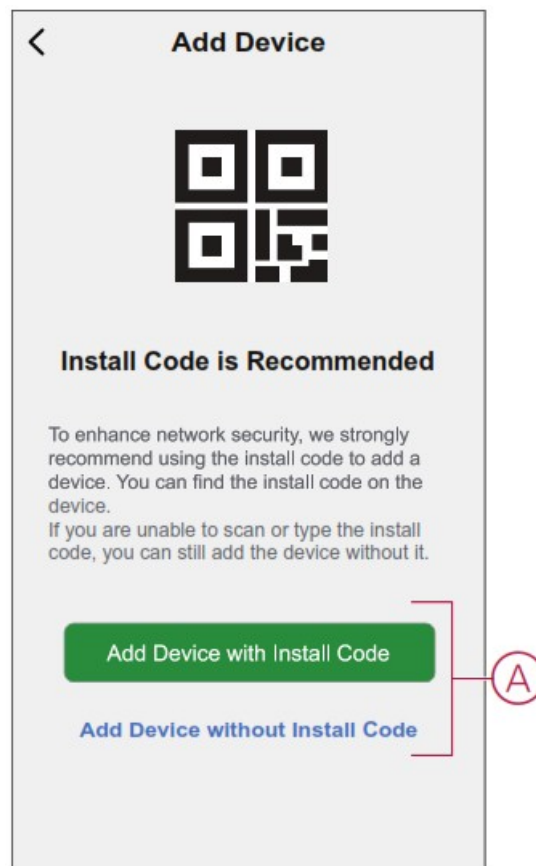 Add Device
Install Code is Recommended
To enhance network security, we strongly
recommend using the install code to add a
device. You can find the install code on the
device.
If you are unable to scan or type the install
code, you can still add the device without it.
Add Device with Install Code
A
Add Device without Install Code